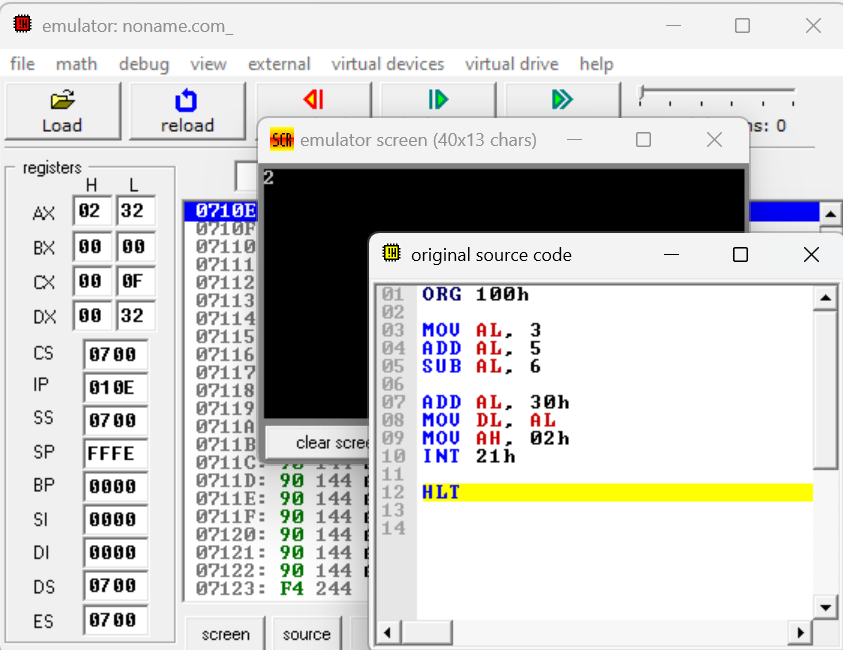 emulator: noname.com_
file math debug view external virtual devices virtual drive help
Load reload
ns: 0
SCR emulator screen (40x13 chars)
2
clear scree
registers
H L
AX 02 32
BX 00 00
CX 00 0F
DX 00 32
CS 0700
IP 010E
SS 0700
SP FFFE
BP 0000
SI 0000
DI 0000
DS 0700
ES 0700
0710E
0710F
07110
07111
07112
07113
07114
07115
07116
07117
07118
07119
0711A
0711B
0711C: 90 144
0711D: 90 144
0711E: 90 144
0711F: 90 144
07120: 90 144
07121: 90 144
07122: 90 144
07123: F4 244
screen source
original source code
01 ORG 100h
02
03 MOV AL, 3
04 ADD AL, 5
05 SUB AL, 6
06
07 ADD AL, 30h
08 MOV DL, AL
09 MOV AH, 02h
10 INT 21h
11
12 HLT
13
14